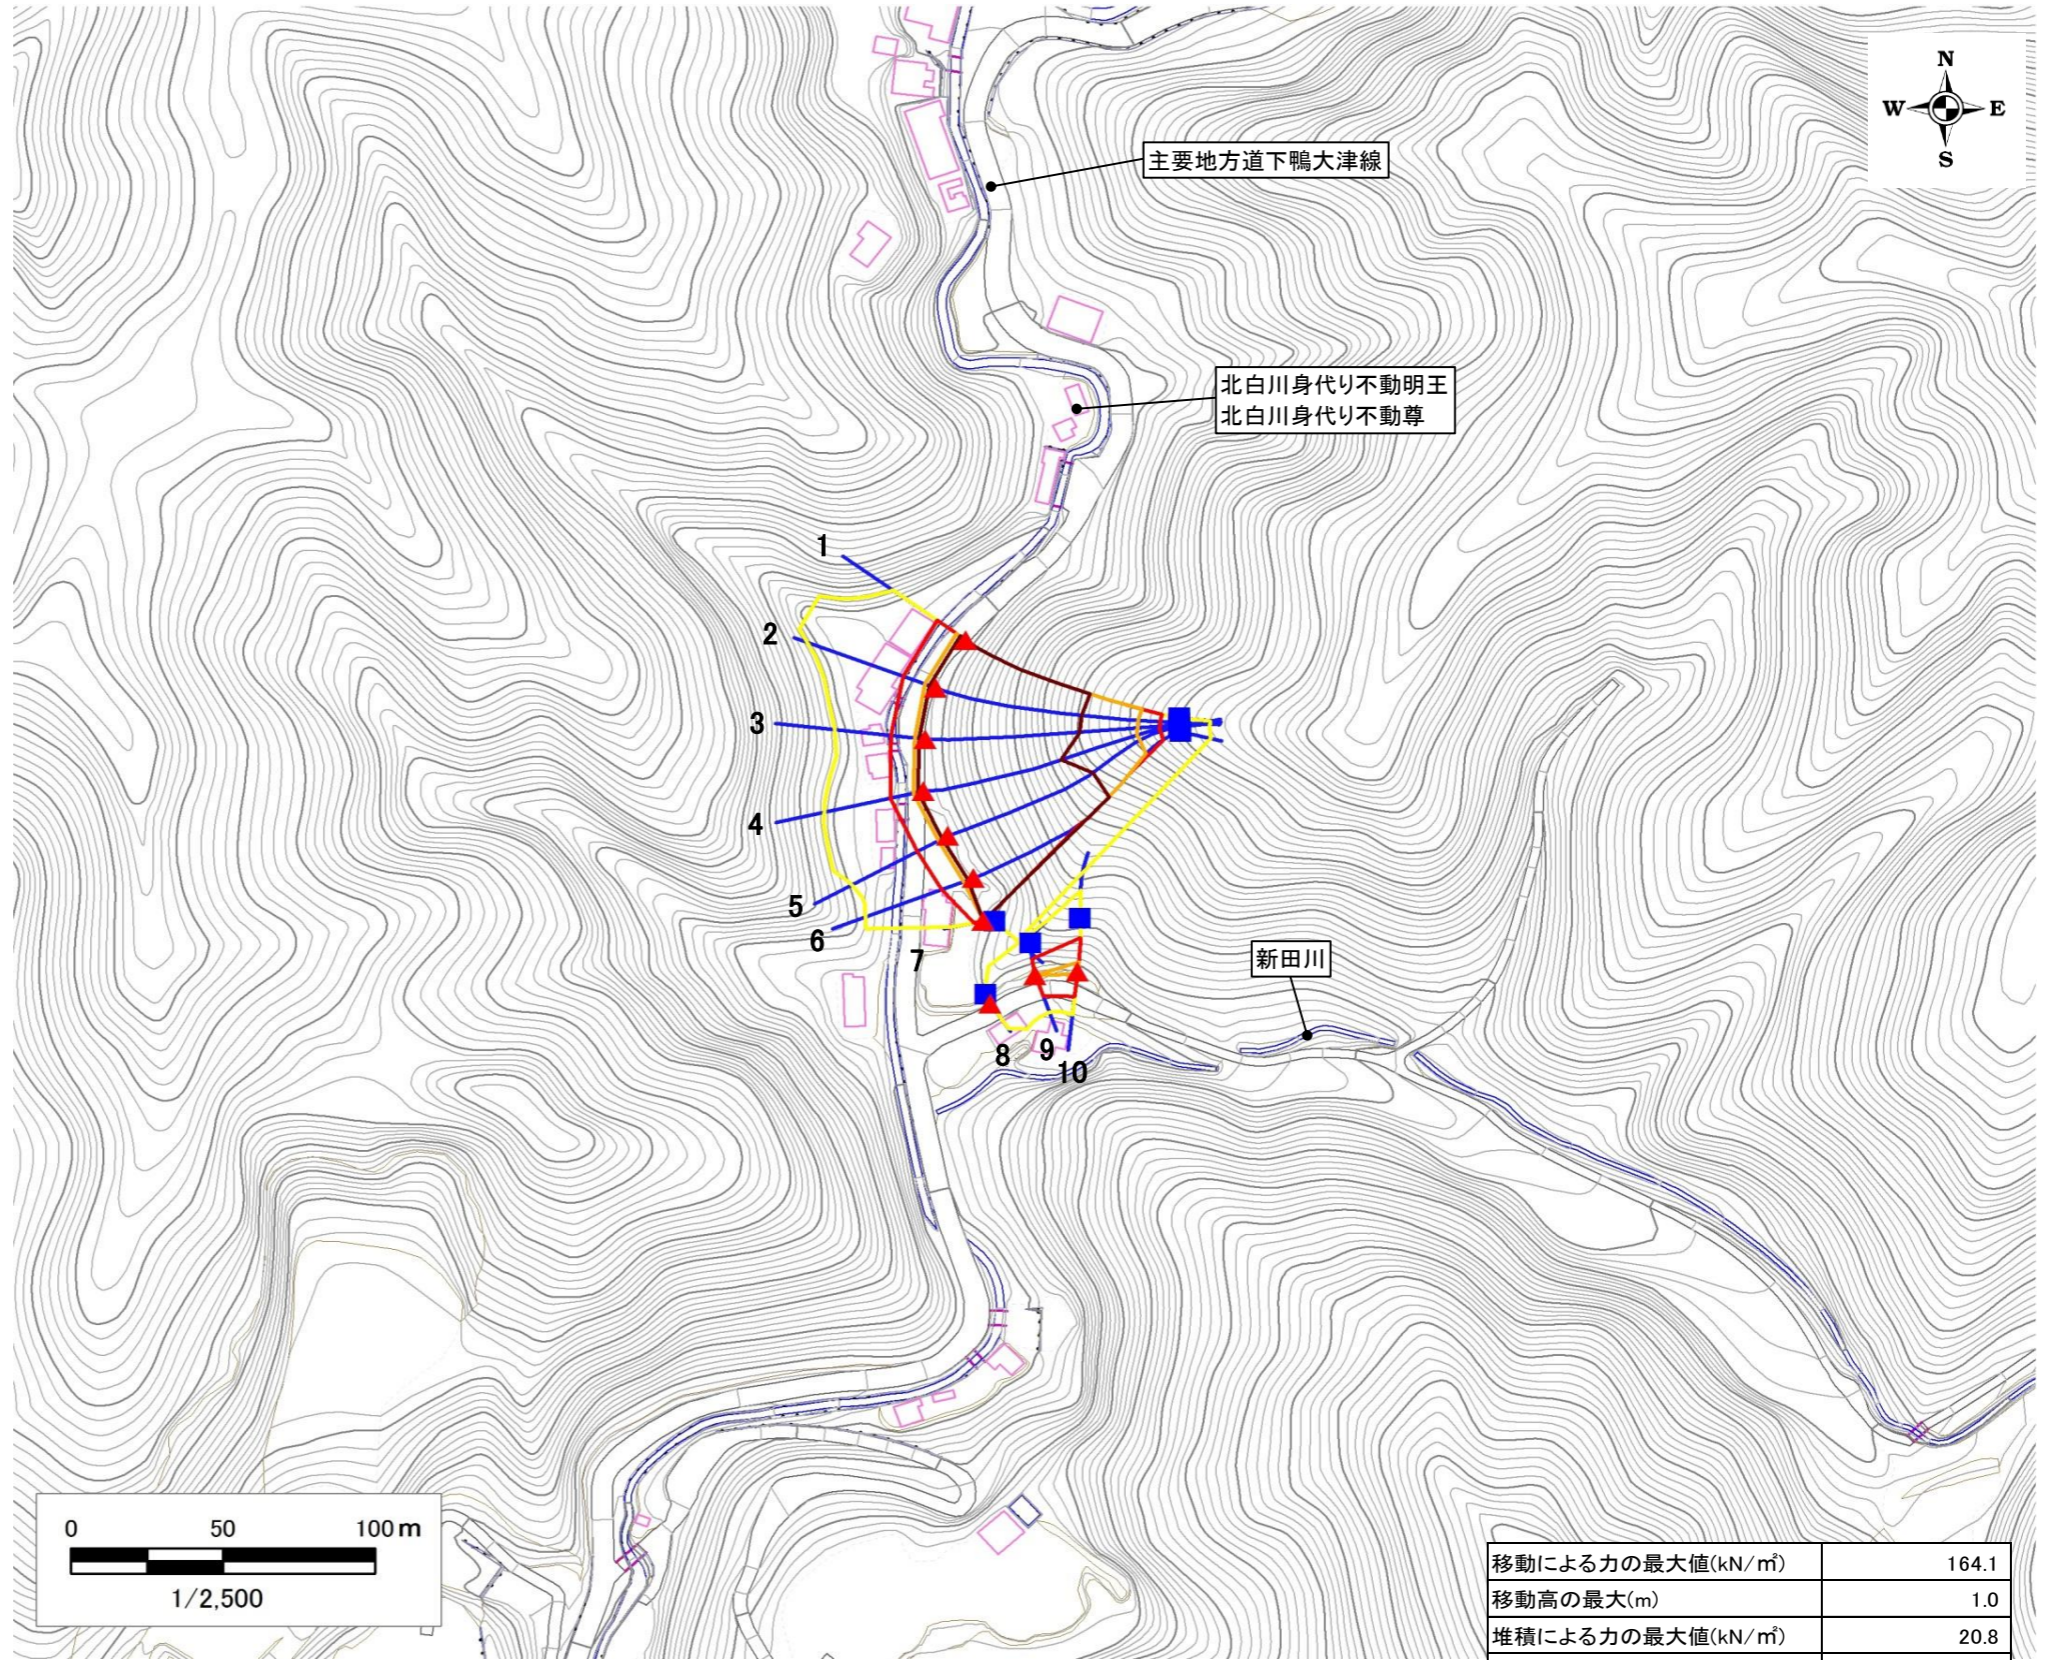 N
W
E
S
主要地方道下鴨大津線
北白川身代り不動明王
北白川身代り不動尊
1
2
3
4
5
6
7
新田川
8
9
10
0 50 100m
1/2,500
移動による力の最大値(kN/㎡) 164.1
移動高の最大(m) 1.0
堆積による力の最大値(kN/㎡) 20.8